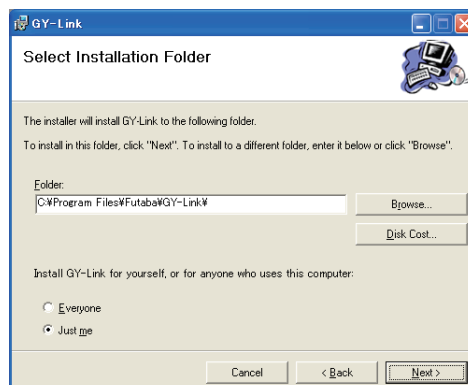 GY-Link
Select Installation Folder
The installer will install GY-Link to the following folder.
To install in this folder, click "Next". To install to a different folder, enter it below or click "Browse".
Folder:
C:¥Program Files¥Futaba¥GY-Link¥
Browse...
Disk Cost...
Install GY-Link for yourself, or for anyone who uses this computer:
Everyone
Just me
Cancel
< Back
Next >